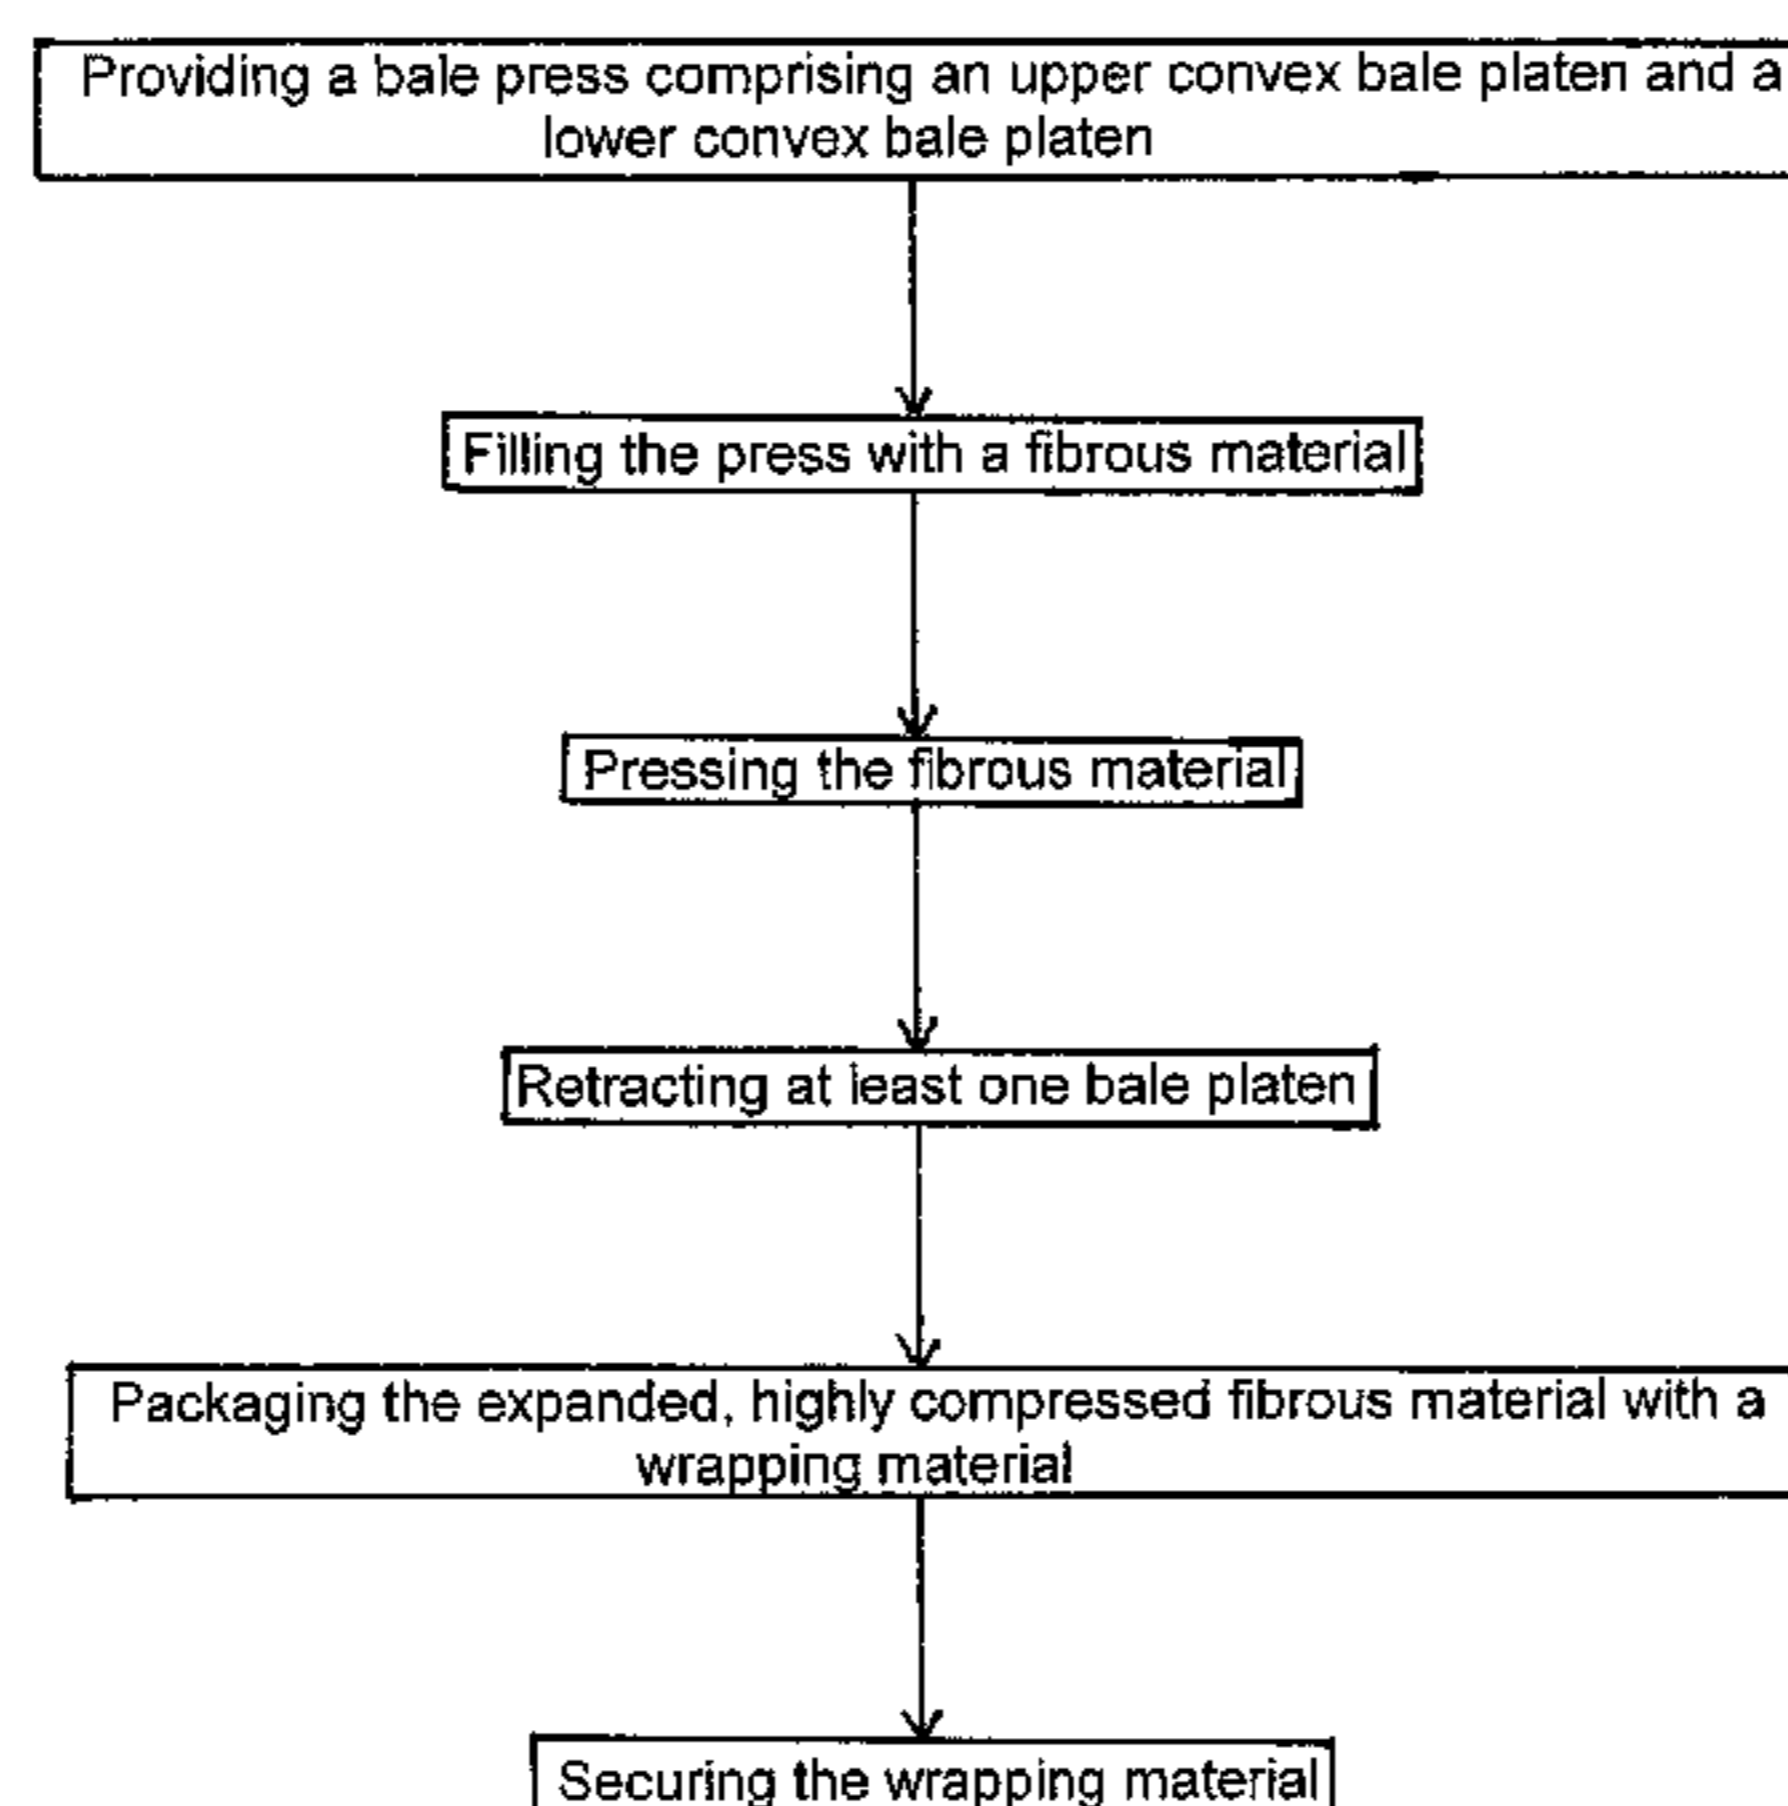 Providing a bale press comprising an upper convex bale platen and a
lower convex bale platen
Filling the press with a fibrous material
Pressing the fibrous material
Retracting at least one bale platen
Packaging the expanded, highly compressed fibrous material with a
wrapping material
Securing the wrapping material